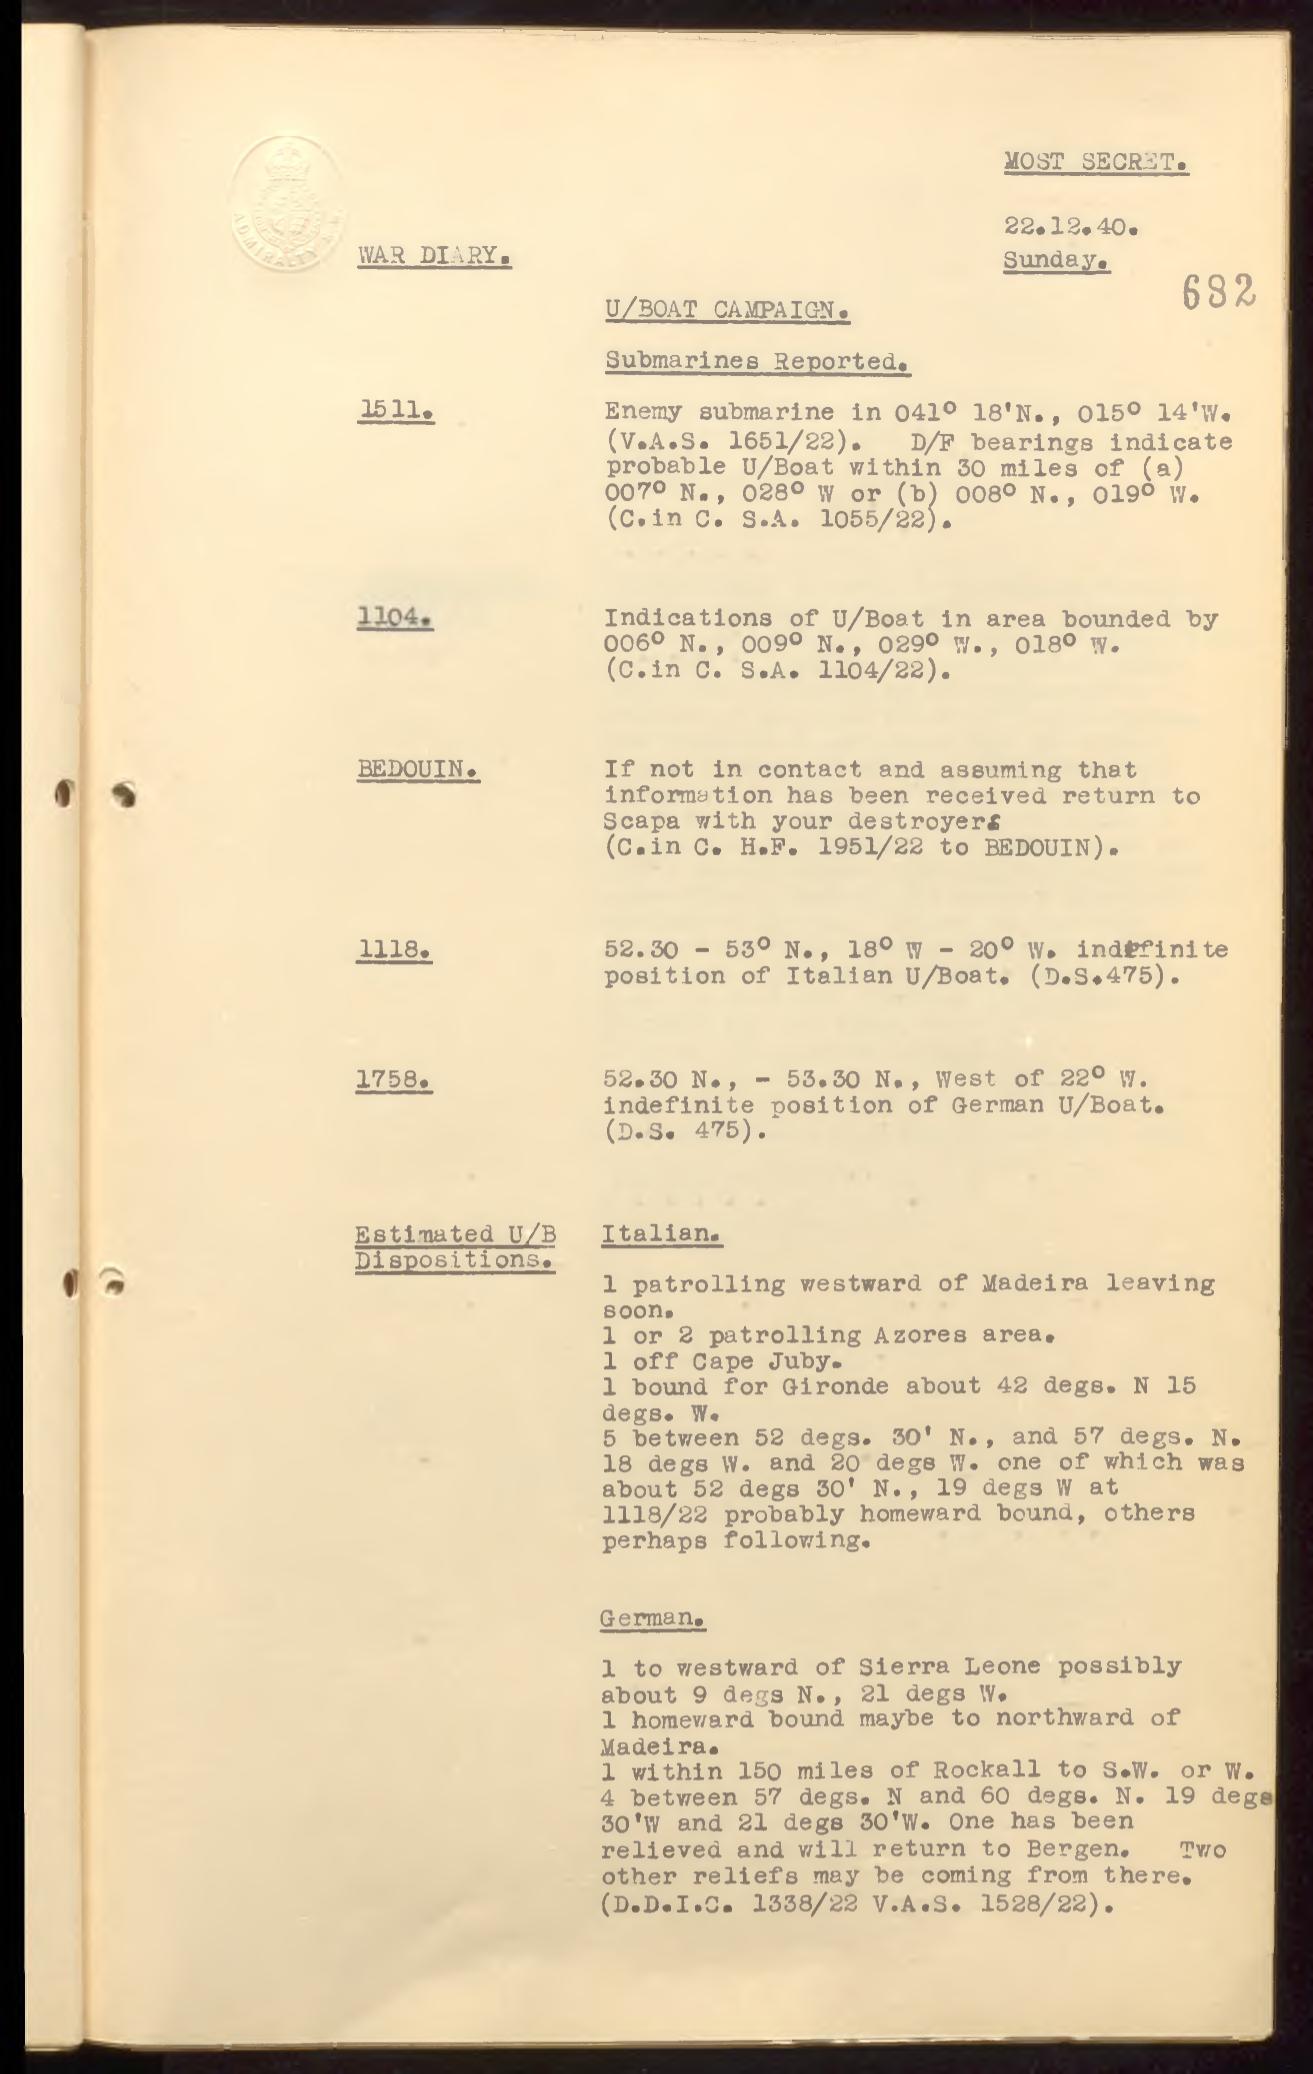 MOST SECRET.
22.12.40.
WAR DIARY.
Sunday.
682
U/BOAT CAMPAIGN.
Submarines Reported.
1511.
Enemy submarine in 041° 18'N., 015° 14'W.
(V.A.S. 1651/22). D/F bearings indicate
probable U/Boat within 30 miles of (a)
007° N., 028° W or (b) 008° N., 019° W.
(C.in C. S.A. 1055/22).
1104.
Indications of U/Boat in area bounded by
006° N., 009° N., 029° W., 018° W.
(C.in C. S.A. 1104/22).
BEDOUIN.
If not in contact and assuming that
information has been received return to
Scapa with your destroyers
(C.in C. H.F. 1951/22 to BEDOUIN).
1118.
52.30 - 53° N., 18° W - 20° W. indefinite
position of Italian U/Boat. (D.S.475).
1758.
52.30 N., - 53.30 N., West of 22° W.
indefinite position of German U/Boat.
(D.S. 475).
Estimated U/B
Dispositions.
Italian.
1 patrolling westward of Madeira leaving
soon.
1 or 2 patrolling Azores area.
1 off Cape Juby.
1 bound for Gironde about 42 degs. N 15
degs. W.
5 between 52 degs. 30' N., and 57 degs. N.
18 degs W. and 20 degs W. one of which was
about 52 degs 30' N., 19 degs W at
1118/22 probably homeward bound, others
perhaps following.
German.
1 to westward of Sierra Leone possibly
about 9 degs N., 21 degs W.
1 homeward bound maybe to northward of
Madeira.
1 within 150 miles of Rockall to S.W. or W.
4 between 57 degs. N and 60 degs. N. 19 degs
30'W and 21 degs 30'W. One has been
relieved and will return to Bergen. Two
other reliefs may be coming from there.
(D.D.I.C. 1338/22 V.A.S. 1528/22).